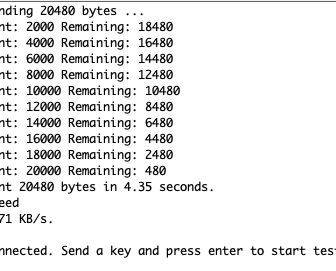 nding 20480 bytes ...
nt: 2000 Remaining: 18480
nt: 4000 Remaining: 16480
nt: 6000 Remaining: 14480
nt: 8000 Remaining: 12480
nt: 10000 Remaining: 10480
nt: 12000 Remaining: 8480
nt: 14000 Remaining: 6480
nt: 16000 Remaining: 4480
nt: 18000 Remaining: 2480
nt: 20000 Remaining: 480
nt 20480 bytes in 4.35 seconds.
eed
71 KB/s.
nnected. Send a key and press enter to start tes